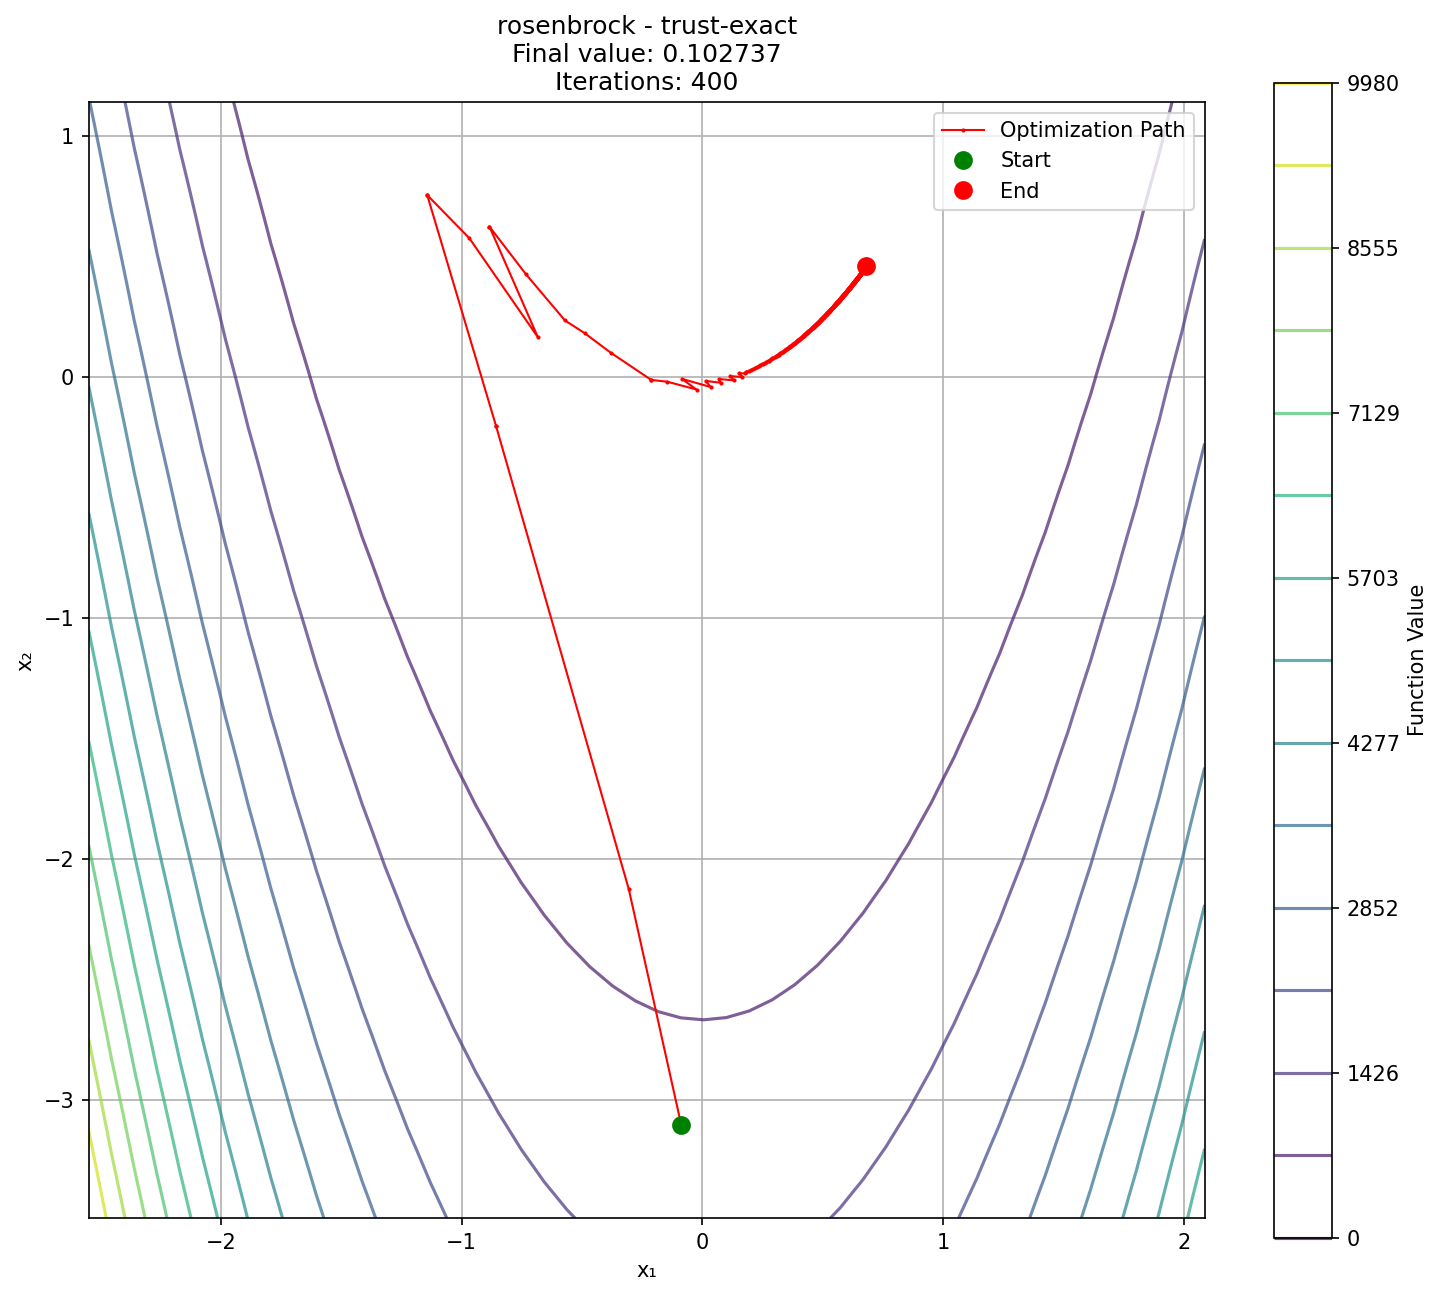 rosenbrock - trust-exact
Final value: 0.102737
Iterations: 400
Optimization Path
Start
End
1
0
−1
−2
−3
x₂
−2
−1
0
1
2
x₁
9980
8555
7129
5703
4277
2852
1426
0
Function Value